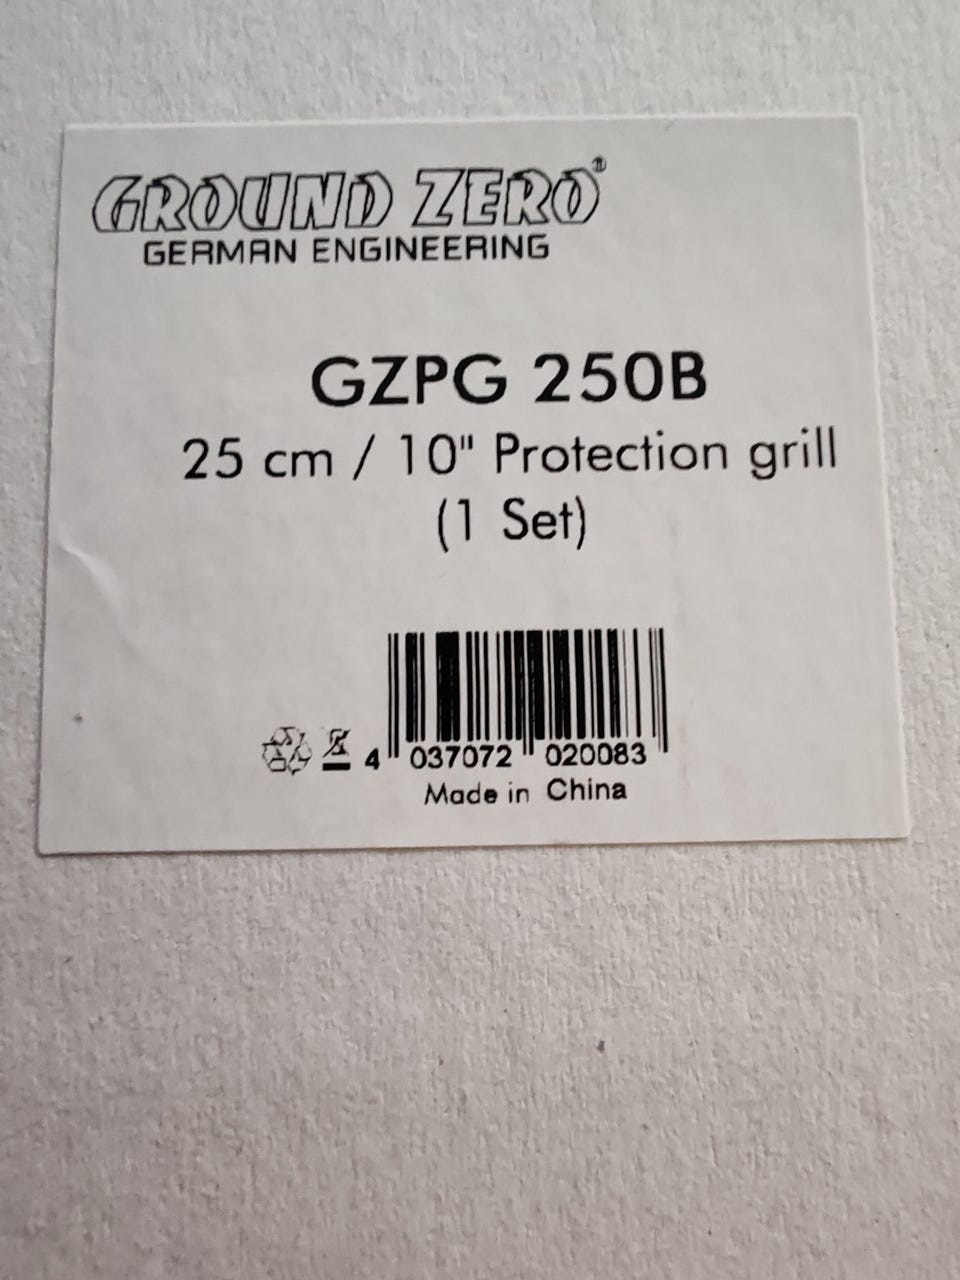 GROUND ZERO®
GERMAN ENGINEERING
GZPG 250B
25 cm / 10" Protection grill
(1 Set)
4 037072 020083
Made in China